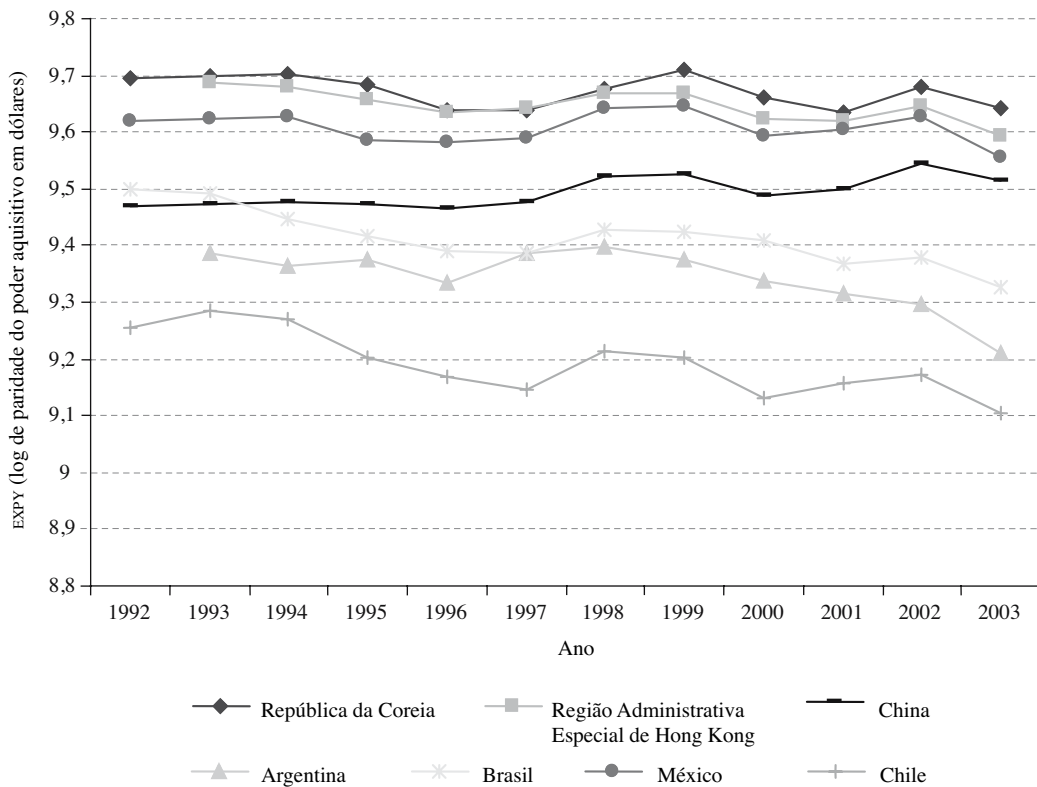 EXPY (log de paridade do poder aquisitivo em dólares)
9,8
9,7
9,6
9,5
9,4
9,3
9,2
9,1
9
8,9
8,8
1992 1993 1994 1995 1996 1997 1998 1999 2000 2001 2002 2003
Ano
República da Coreia
Região Administrativa
Especial de Hong Kong
China
Argentina
Brasil
México
Chile